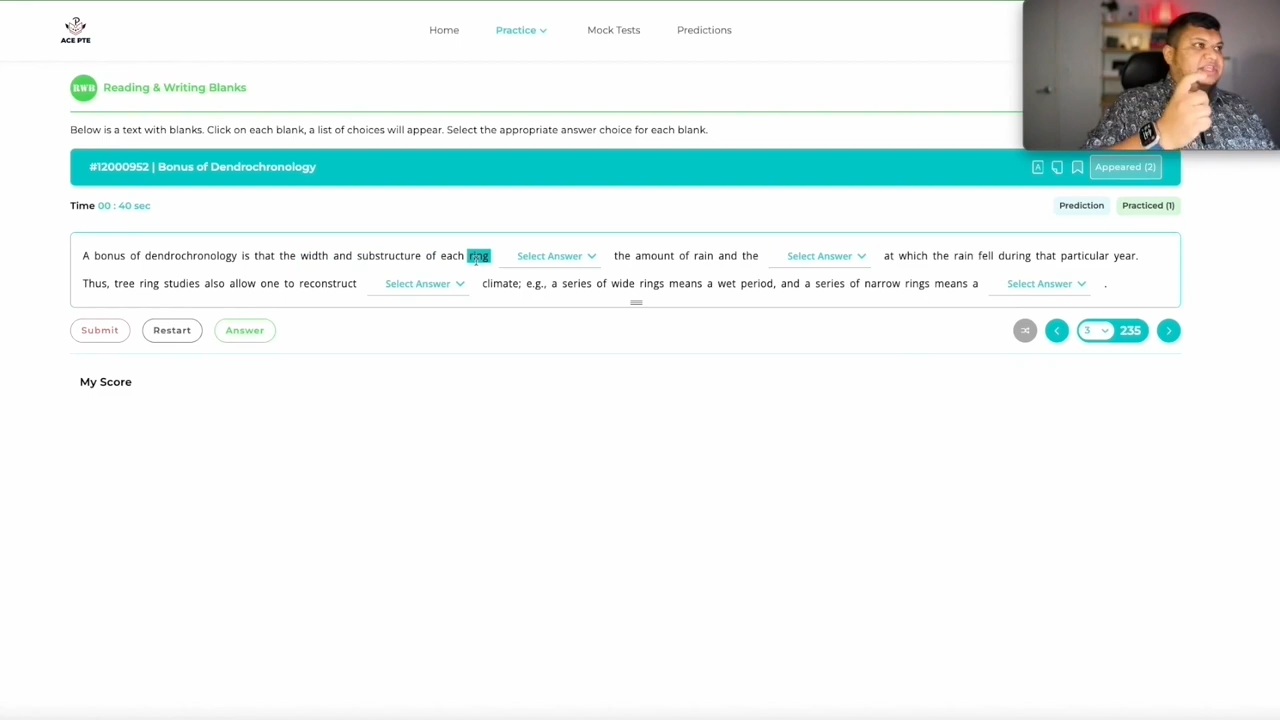 ACE PTE
Home Practice Mock Tests Predictions
RWB Reading & Writing Blanks
Below is a text with blanks. Click on each blank, a list of choices will appear. Select the appropriate answer choice for each blank.
#12000952 | Bonus of Dendrochronology A Appeared (2)
Time 00 : 40 sec Prediction Practiced (1)
A bonus of dendrochronology is that the width and substructure of each ring Select Answer the amount of rain and the Select Answer at which the rain fell during that particular year.
Thus, tree ring studies also allow one to reconstruct Select Answer climate; e.g., a series of wide rings means a wet period, and a series of narrow rings means a Select Answer .
Submit Restart Answer 3 235
My Score